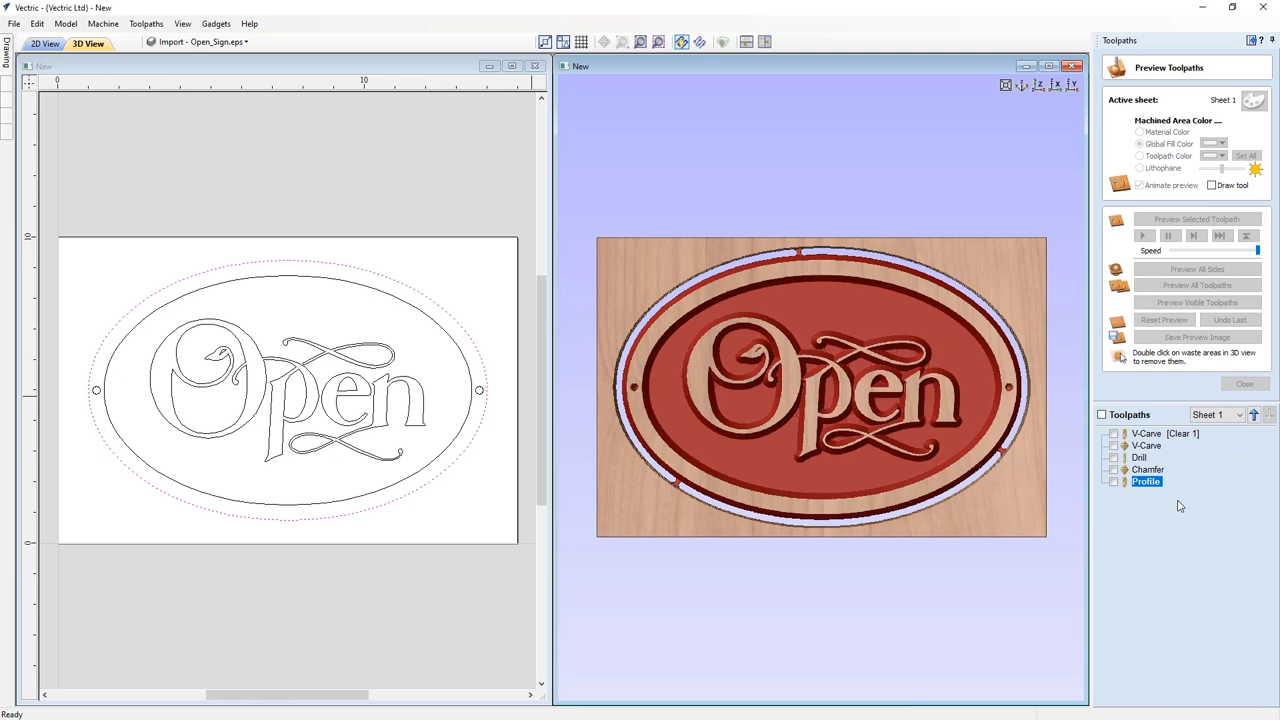 Vectric - {Vectric Ltd} - New
File Edit Model Machine Toolpaths View Gadgets Help
2D View 3D View Import - Open_Sign.eps
Drawing
New
0 10
10
0
Open
New
Open
Toolpaths
Preview Toolpaths
Active sheet: Sheet 1
Machined Area Color ....
Material Color
Global Fill Color
Toolpath Color Set All
Lithophane
Animate preview Draw tool
Preview Selected Toolpath
Speed
Preview All Sides
Preview All Toolpaths
Preview Visible Toolpaths
Reset Preview Undo Last
Save Preview Image
Double click on waste areas in 3D view
to remove them.
Close
Toolpaths Sheet 1
V-Carve [Clear 1]
V-Carve
Drill
Chamfer
Profile
Ready